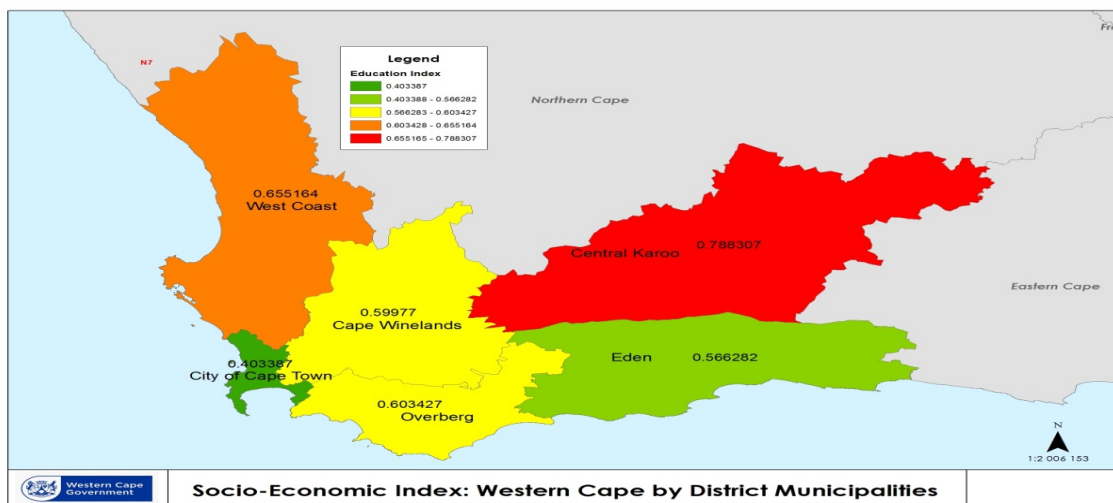 Fre
N7
Legend
Education Index
0.403387
0.403388 - 0.566282
0.566283 - 0.603427
0.603428 - 0.655164
0.655165 - 0.788307
Northern Cape
0.655164
West Coast
Central Karoo 0.788307
Eastern Cape
0.59977
Cape Winelands
Eden 0.566282
0.403387
City of Cape Town
0.603427
Overberg
N
1:2 006 153
Western Cape
Government
Socio-Economic Index: Western Cape by District Municipalities